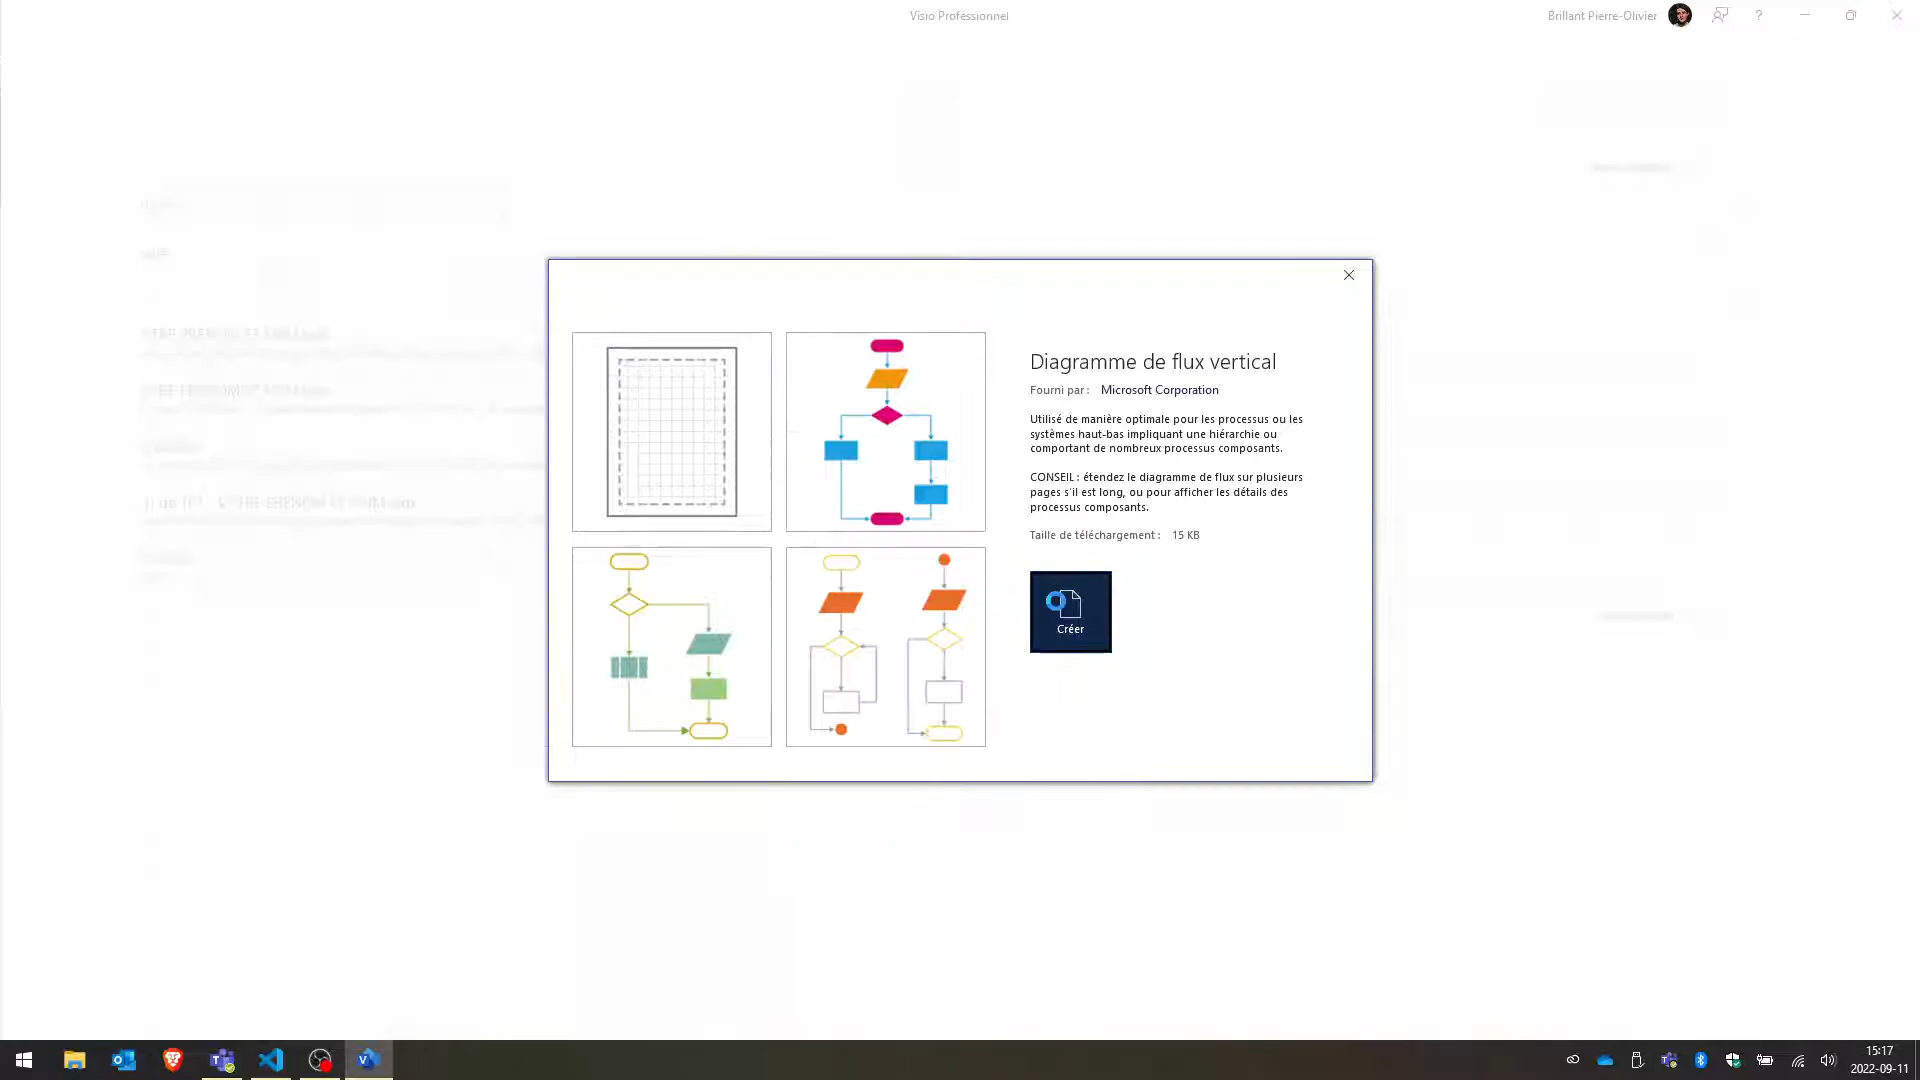 Visio Professionnel
Brillant Pierre-Olivier
?
Diagramme de flux vertical
Fourni par : Microsoft Corporation
Utilisé de manière optimale pour les processus ou les
systèmes haut-bas impliquant une hiérarchie ou
comportant de nombreux processus composants.
CONSEIL : étendez le diagramme de flux sur plusieurs
pages s'il est long, ou pour afficher les détails des
processus composants.
Taille de téléchargement : 15 KB
Créer
15:17
2022-09-11